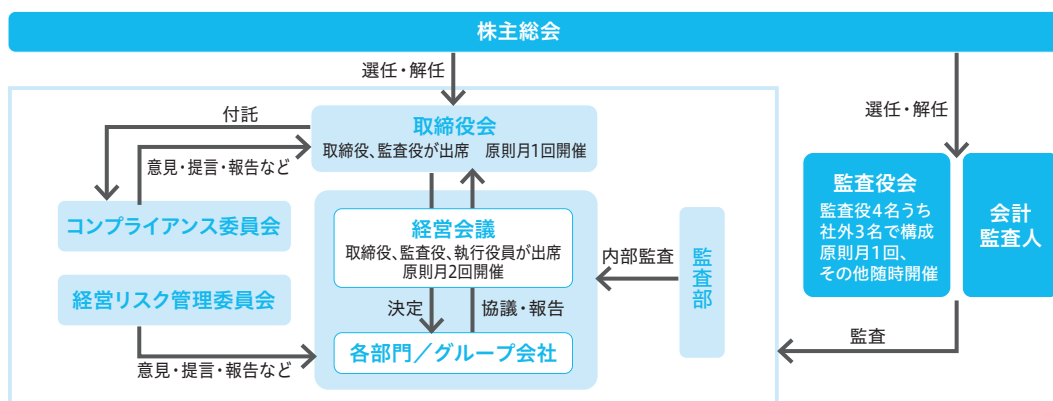 株主総会
選任・解任
選任・解任
付託
取締役会
取締役、監査役が出席　原則月1回開催
意見・提言・報告など
コンプライアンス委員会
経営リスク管理委員会
意見・提言・報告など
経営会議
取締役、監査役、執行役員が出席
原則月2回開催
決定
協議・報告
各部門／グループ会社
内部監査
監査部
監査役会
監査役4名うち
社外3名で構成
原則月1回、
その他随時開催
会計
監査人
監査